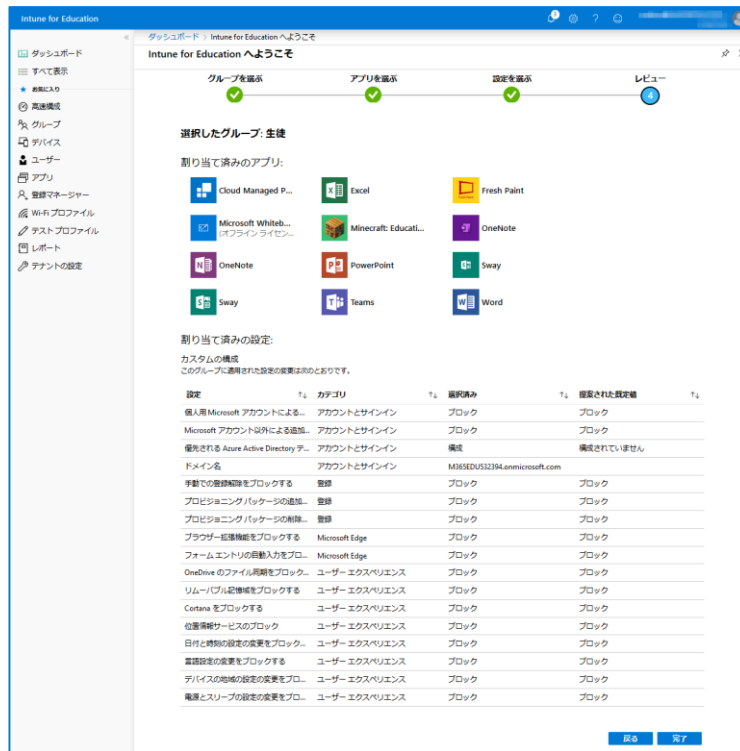 Intune for Education
ダッシュボード > Intune for Education へようこそ
Intune for Education へようこそ
ダッシュボード
すべて表示
お気に入り
高速構成
グループ
デバイス
ユーザー
アプリ
登録マネージャー
Wi-Fi プロファイル
テスト プロファイル
レポート
テナントの設定
グループを選ぶ アプリを選ぶ 設定を選ぶ レビュー
4
選択したグループ: 生徒
割り当て済みのアプリ:
Cloud Managed P... Excel Fresh Paint
Microsoft Whiteb... Minecraft: Educati... OneNote
(オフライン ライセン...
OneNote PowerPoint Sway
Sway Teams Word
割り当て済みの設定:
カスタムの構成
このグループに適用された設定の変更は次のとおりです。
設定 ↑↓ カテゴリ ↑↓ 選択済み ↑↓ 提案された既定値 ↑↓
個人用 Microsoft アカウントによる... アカウントとサインイン ブロック ブロック
Microsoft アカウント以外による追加... アカウントとサインイン ブロック ブロック
優先される Azure Active Directory テ... アカウントとサインイン 構成 構成されていません
ドメイン名 アカウントとサインイン M365EDU532394.onmicrosoft.com
手動での登録解除をブロックする 登録 ブロック ブロック
プロビジョニング パッケージの追加... 登録 ブロック ブロック
プロビジョニング パッケージの削除... 登録 ブロック ブロック
ブラウザー拡張機能をブロックする Microsoft Edge ブロック ブロック
フォーム エントリの自動入力をブロ... Microsoft Edge ブロック ブロック
OneDrive のファイル同期をブロック... ユーザー エクスペリエンス ブロック ブロック
リムーバブル記憶域をブロックする ユーザー エクスペリエンス ブロック ブロック
Cortana をブロックする ユーザー エクスペリエンス ブロック ブロック
位置情報サービスのブロック ユーザー エクスペリエンス ブロック ブロック
日付と時刻の設定の変更をブロック... ユーザー エクスペリエンス ブロック ブロック
言語設定の変更をブロックする ユーザー エクスペリエンス ブロック ブロック
デバイスの地域の設定の変更をブロ... ユーザー エクスペリエンス ブロック ブロック
電源とスリープの設定の変更をブロ... ユーザー エクスペリエンス ブロック ブロック
戻る 完了